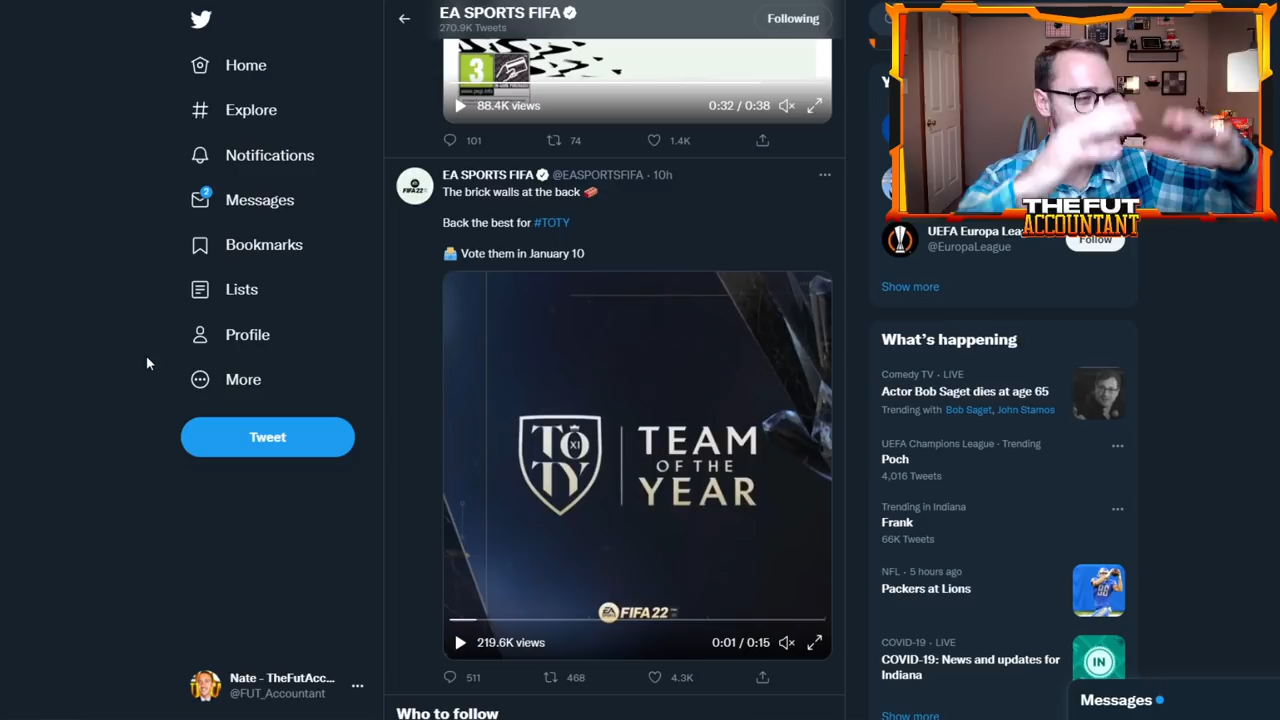 Home
Explore
Notifications
2
Messages
Bookmarks
Lists
Profile
More
Tweet
Nate - TheFutAcc...
@FUT_Accountant
EA SPORTS FIFA
270.9K Tweets
Following
3
88.4K views
0:32 / 0:38
101
74
1.4K
EA SPORTS FIFA @EASPORTSFIFA · 10h
The brick walls at the back
Back the best for #TOTY
Vote them in January 10
TOTY XI
TEAM
OF THE
YEAR
EA SPORTS FIFA 22
219.6K views
0:01 / 0:15
511
468
4.3K
Who to follow
THE FUT
ACCOUNTANT
UEFA Europa Lea
@EuropaLeague
Follow
Show more
What's happening
Comedy TV · LIVE
Actor Bob Saget dies at age 65
Trending with Bob Saget, John Stamos
UEFA Champions League · Trending
Poch
4,016 Tweets
Trending in Indiana
Frank
66K Tweets
NFL · 5 hours ago
Packers at Lions
COVID-19 · LIVE
COVID-19: News and updates for
Indiana
IN
Show more
Messages